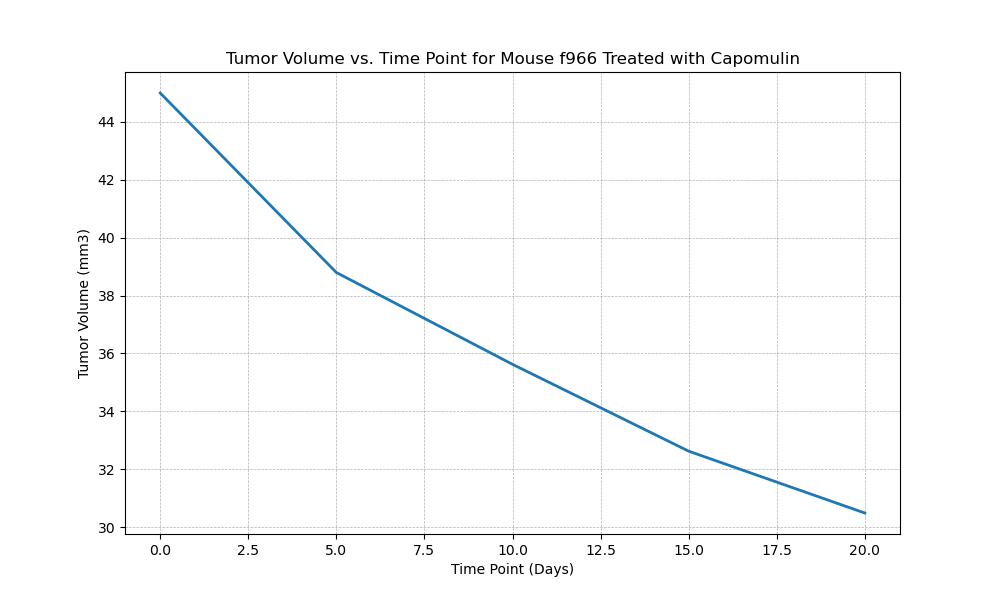 Tumor Volume vs. Time Point for Mouse f966 Treated with Capomulin
44
42
40
38
36
34
32
30
Tumor Volume (mm3)
0.0 2.5 5.0 7.5 10.0 12.5 15.0 17.5 20.0
Time Point (Days)